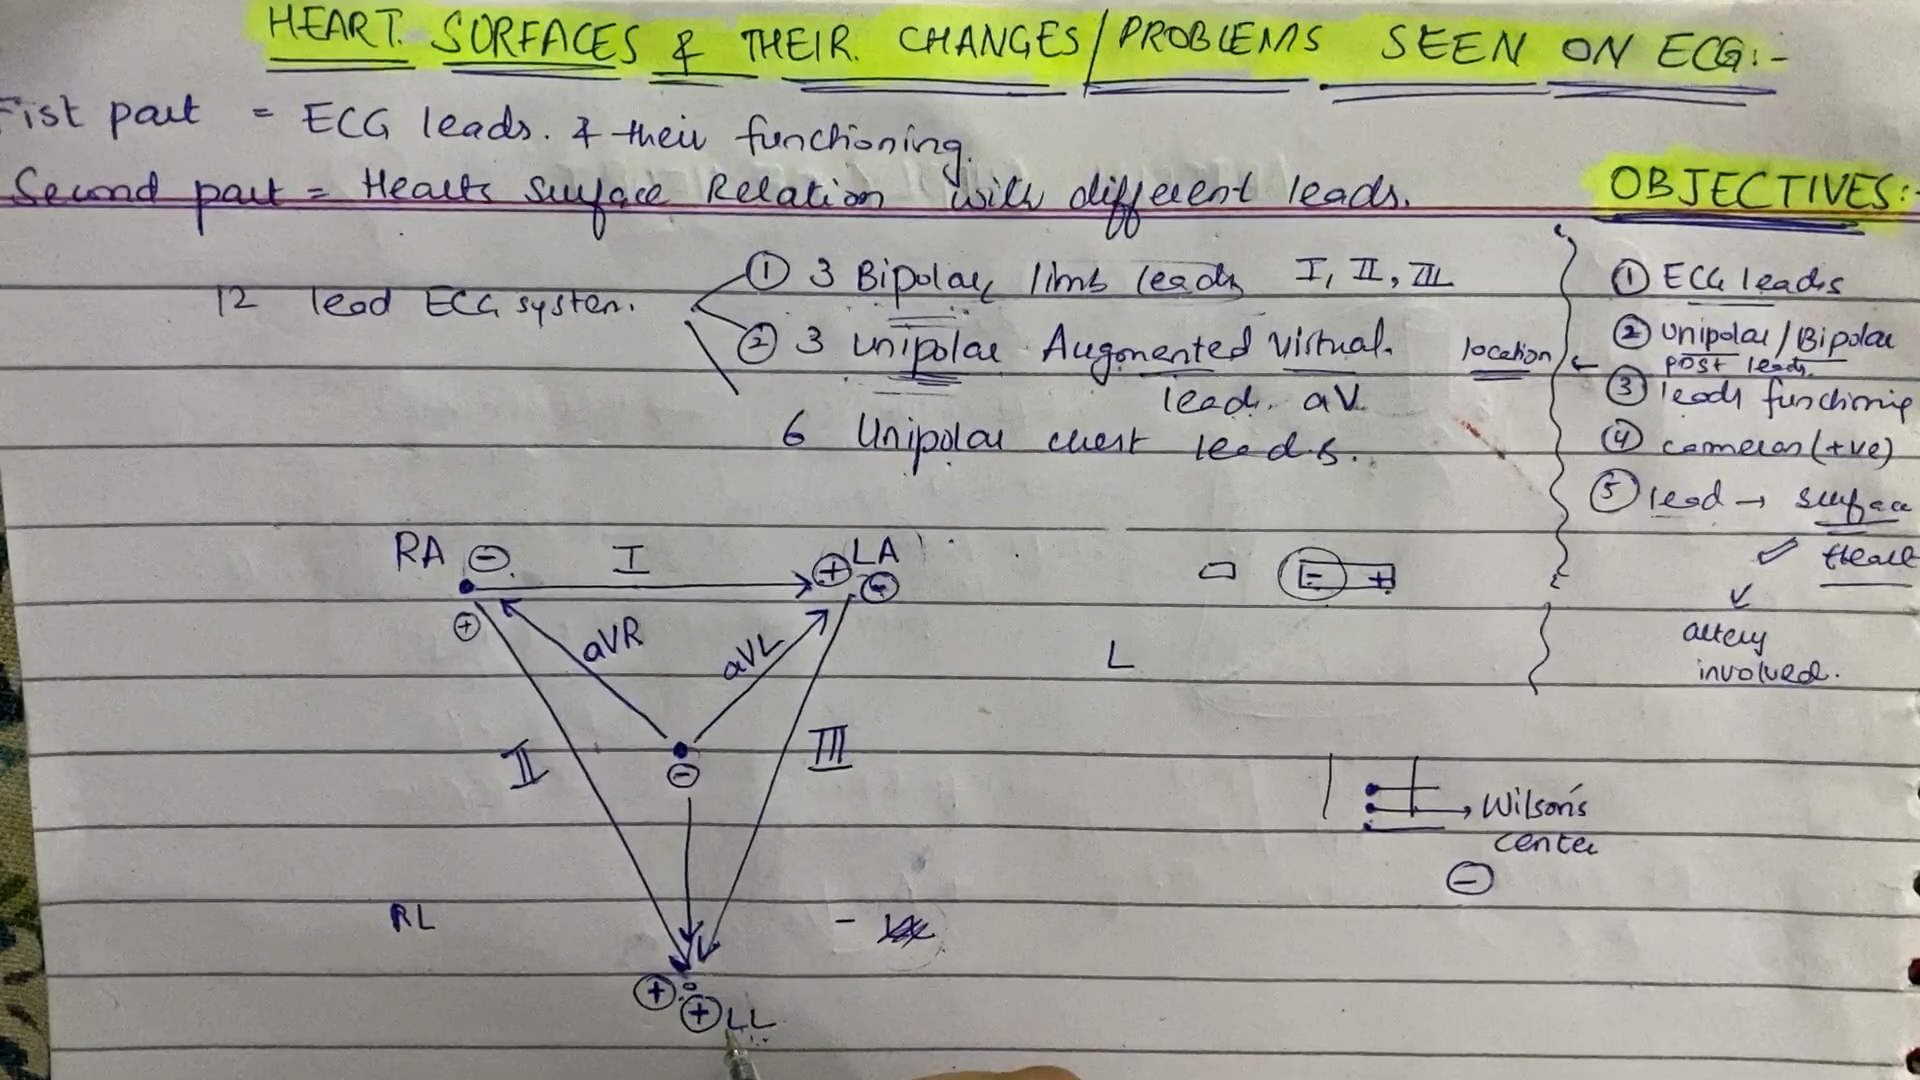 HEART SURFACES & THEIR CHANGES/PROBLEMS SEEN ON ECG:-
Fist part = ECG leads. & their functioning.
Second part = Hearts Surface Relation with different leads.
12 lead ECG system.
① 3 Bipolar limb leads I, II, III
② 3 unipolar Augmented virtual.
leads. aV
6 Unipolar chest leads.
location
OBJECTIVES:-
① ECG leads
② Unipolar/Bipolar
post leads.
③ leads functioning
④ cameras (+ve)
⑤ lead → surface
Heart
artery
involved.
RA ⊖ I ⊕ LA ⊖
⊕
aVR aVL
II III
⊖
RL
⊕ ⊕ LL
- +
L
→ Wilson's
center
⊖